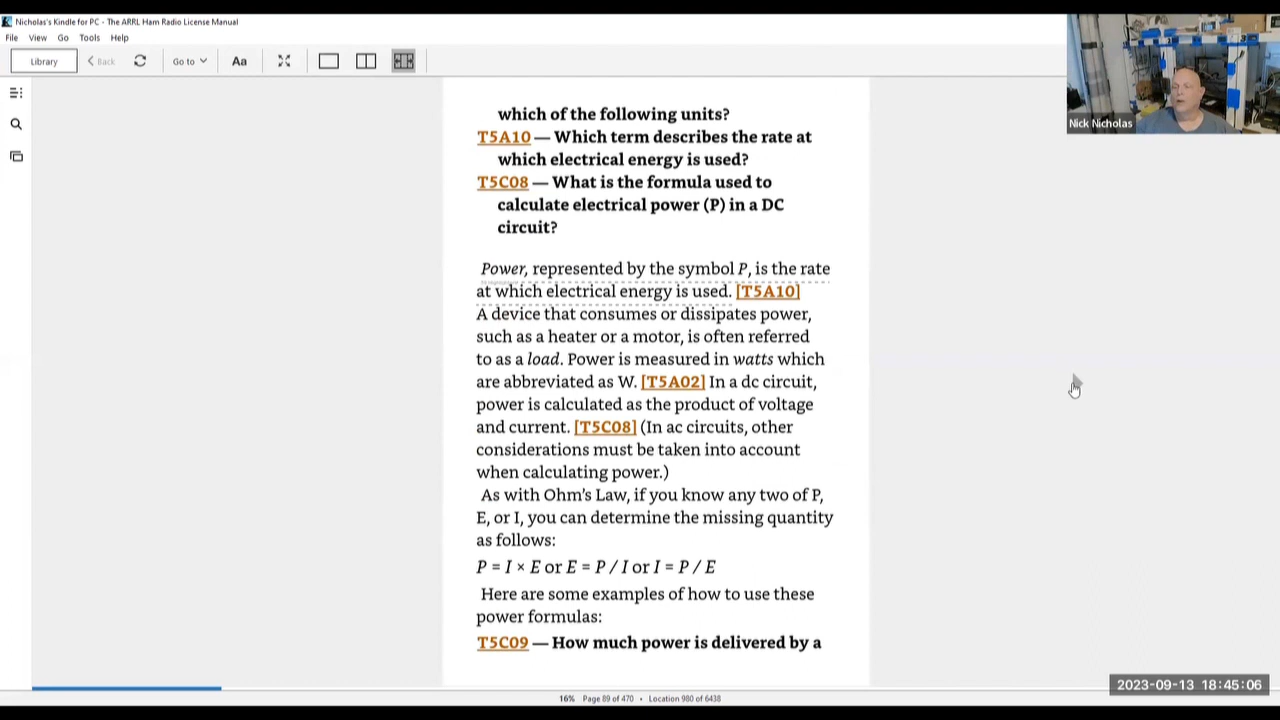 Nicholas's Kindle for PC - The ARRL Ham Radio License Manual
File View Go Tools Help
Library
Back
Go to
Aa
which of the following units?
T5A10 — Which term describes the rate at
which electrical energy is used?
T5C08 — What is the formula used to
calculate electrical power (P) in a DC
circuit?
Power, represented by the symbol P, is the rate
at which electrical energy is used. [T5A10]
A device that consumes or dissipates power,
such as a heater or a motor, is often referred
to as a load. Power is measured in watts which
are abbreviated as W. [T5A02] In a dc circuit,
power is calculated as the product of voltage
and current. [T5C08] (In ac circuits, other
considerations must be taken into account
when calculating power.)
As with Ohm's Law, if you know any two of P,
E, or I, you can determine the missing quantity
as follows:
P = I × E or E = P / I or I = P / E
Here are some examples of how to use these
power formulas:
T5C09 — How much power is delivered by a
16% Page 89 of 470 • Location 980 of 6438
Nick Nicholas
2023-09-13 18:45:06